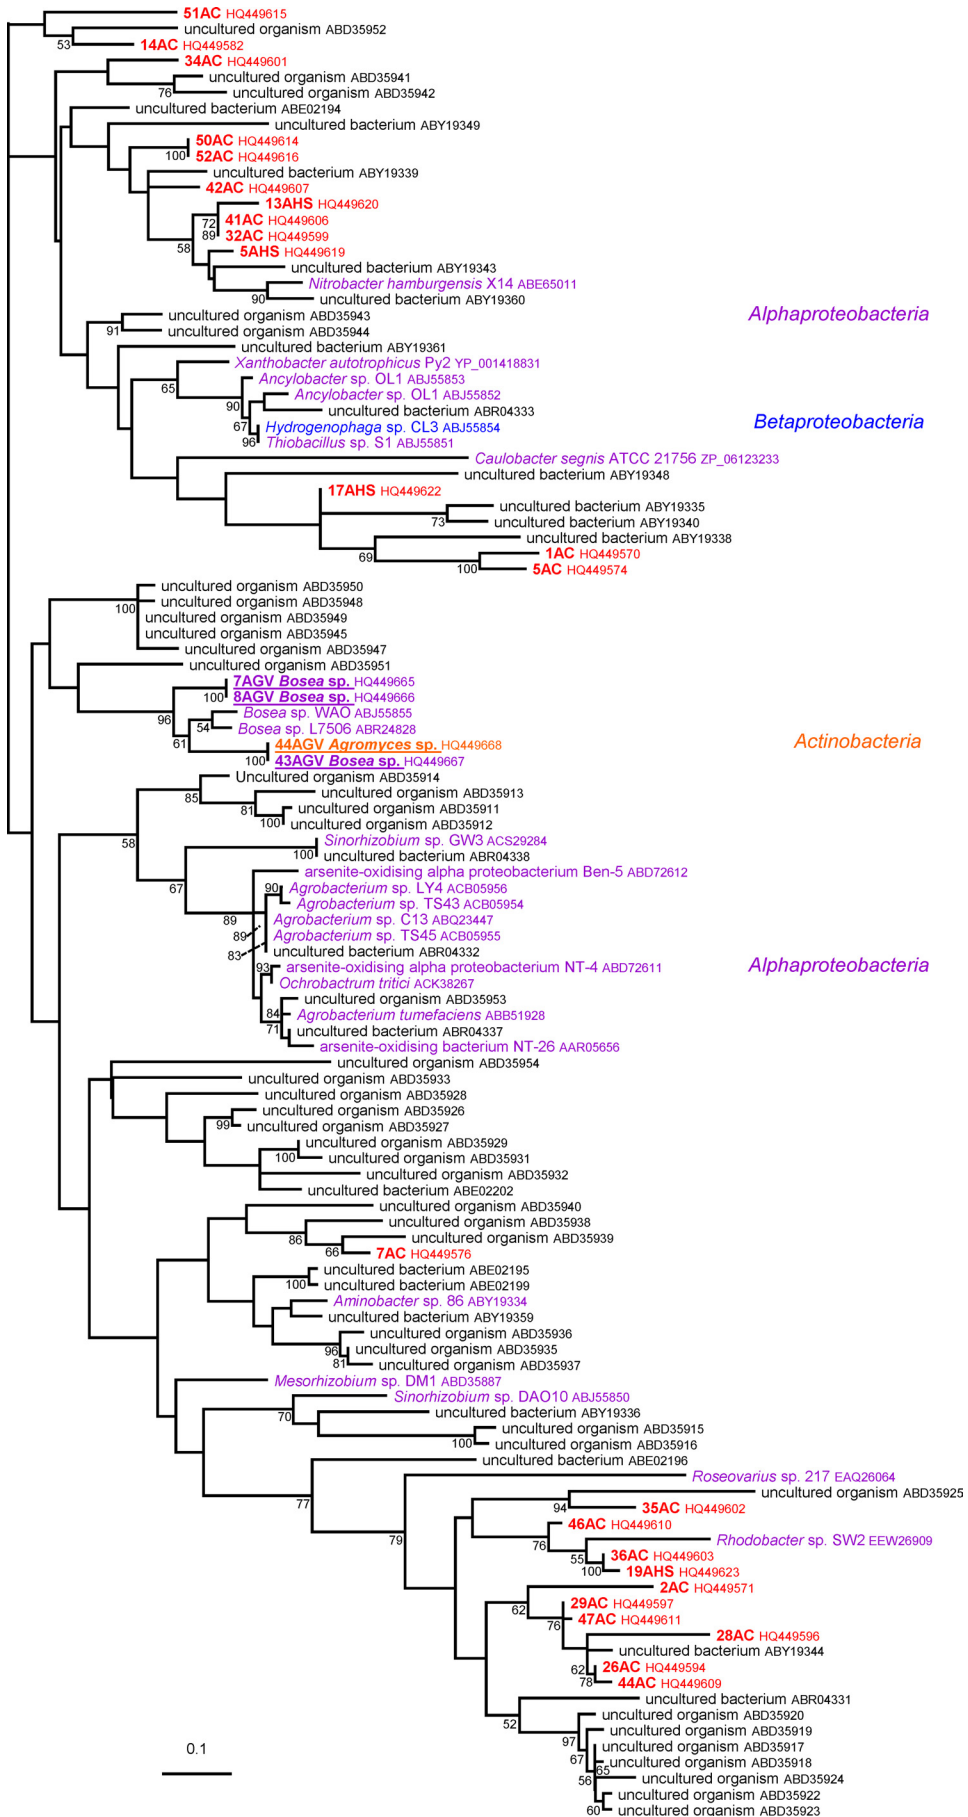 51AC HQ449615
uncultured organism ABD35952
53
14AC HQ449582
34AC HQ449601
uncultured organism ABD35941
76
uncultured organism ABD35942
uncultured bacterium ABE02194
uncultured bacterium ABY19349
50AC HQ449614
100
52AC HQ449616
uncultured bacterium ABY19339
42AC HQ449607
13AHS HQ449620
72
41AC HQ449606
89
32AC HQ449599
58
5AHS HQ449619
uncultured bacterium ABY19343
Nitrobacter hamburgensis X14 ABE65011
90
uncultured bacterium ABY19360
Alphaproteobacteria
uncultured organism ABD35943
91
uncultured organism ABD35944
uncultured bacterium ABY19361
Xanthobacter autotrophicus Py2 YP_001418831
65
Ancylobacter sp. OL1 ABJ55853
90
Ancylobacter sp. OL1 ABJ55852
uncultured bacterium ABR04333
67
Hydrogenophaga sp. CL3 ABJ55854
Betaproteobacteria
96
Thiobacillus sp. S1 ABJ55851
Caulobacter segnis ATCC 21756 ZP_06123233
uncultured bacterium ABY19348
17AHS HQ449622
uncultured bacterium ABY19335
73
uncultured bacterium ABY19340
uncultured bacterium ABY19338
69
1AC HQ449570
100
5AC HQ449574
uncultured organism ABD35950
100
uncultured organism ABD35948
uncultured organism ABD35949
uncultured organism ABD35945
uncultured organism ABD35947
uncultured organism ABD35951
7AGV Bosea sp. HQ449665
100
8AGV Bosea sp. HQ449666
96
Bosea sp. WAO ABJ55855
54
Bosea sp. L7506 ABR24828
61
44AGV Agromyces sp. HQ449668
Actinobacteria
100
43AGV Bosea sp. HQ449667
Uncultured organism ABD35914
85
uncultured organism ABD35913
81
uncultured organism ABD35911
100
uncultured organism ABD35912
58
Sinorhizobium sp. GW3 ACS29284
100
uncultured bacterium ABR04338
67
arsenite-oxidising alpha proteobacterium Ben-5 ABD72612
90
Agrobacterium sp. LY4 ACB05956
Agrobacterium sp. TS43 ACB05954
89
Agrobacterium sp. C13 ABQ23447
89
Agrobacterium sp. TS45 ACB05955
83
uncultured bacterium ABR04332
93
arsenite-oxidising alpha proteobacterium NT-4 ABD72611
Alphaproteobacteria
Ochrobactrum tritici ACK38267
uncultured organism ABD35953
84
Agrobacterium tumefaciens ABB51928
71
uncultured bacterium ABR04337
arsenite-oxidising bacterium NT-26 AAR05656
uncultured organism ABD35954
uncultured organism ABD35933
uncultured organism ABD35928
uncultured organism ABD35926
99
uncultured organism ABD35927
uncultured organism ABD35929
100
uncultured organism ABD35931
uncultured organism ABD35932
uncultured bacterium ABE02202
uncultured organism ABD35940
uncultured organism ABD35938
86
uncultured organism ABD35939
66
7AC HQ449576
uncultured bacterium ABE02195
100
uncultured bacterium ABE02199
Aminobacter sp. 86 ABY19334
uncultured bacterium ABY19359
uncultured organism ABD35936
96
uncultured organism ABD35935
81
uncultured organism ABD35937
Mesorhizobium sp. DM1 ABD35887
Sinorhizobium sp. DAO10 ABJ55850
70
uncultured bacterium ABY19336
uncultured organism ABD35915
100
uncultured organism ABD35916
uncultured bacterium ABE02196
77
Roseovarius sp. 217 EAQ26064
uncultured organism ABD35925
94
35AC HQ449602
79
46AC HQ449610
76
Rhodobacter sp. SW2 EEW26909
55
36AC HQ449603
100
19AHS HQ449623
2AC HQ449571
62
29AC HQ449597
76
47AC HQ449611
28AC HQ449596
uncultured bacterium ABY19344
62
26AC HQ449594
78
44AC HQ449609
uncultured bacterium ABR04331
52
uncultured organism ABD35920
97
uncultured organism ABD35919
0.1
uncultured organism ABD35917
67
65
uncultured organism ABD35918
56
uncultured organism ABD35924
uncultured organism ABD35922
60
uncultured organism ABD35923